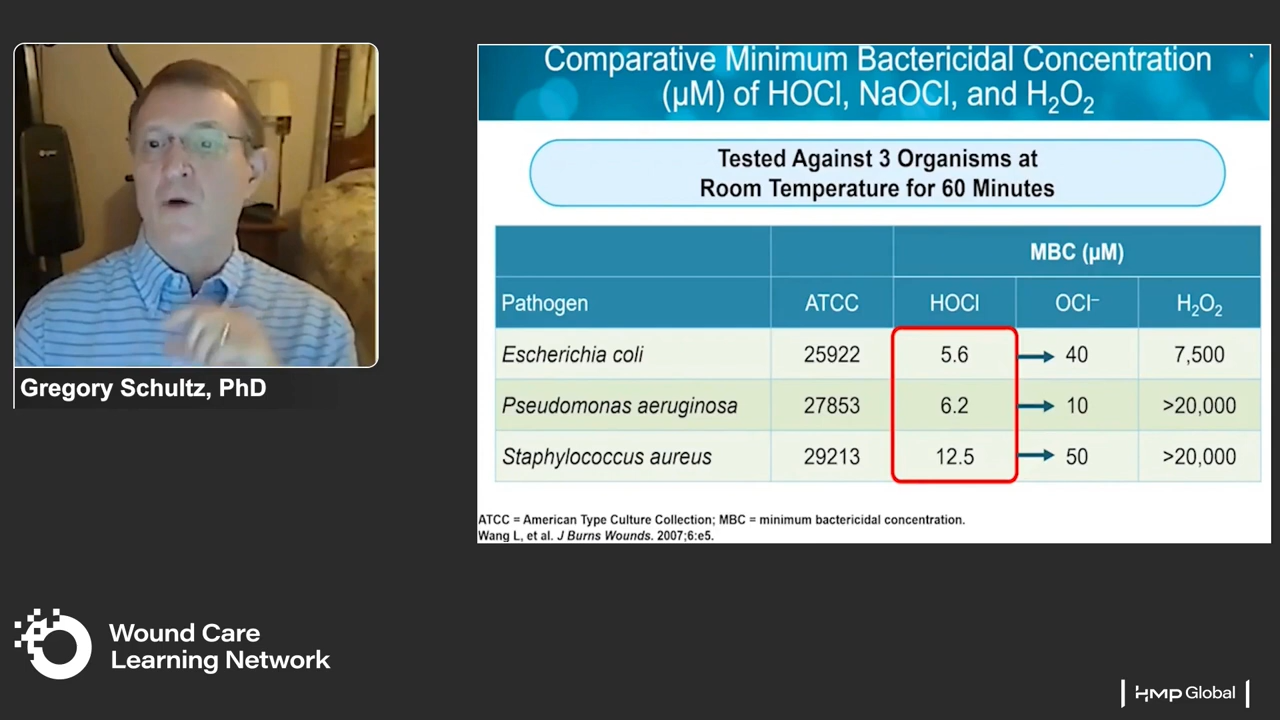 Comparative Minimum Bactericidal Concentration
(µM) of HOCl, NaOCl, and H₂O₂
Tested Against 3 Organisms at
Room Temperature for 60 Minutes
MBC (µM)
Pathogen ATCC HOCl OCl⁻ H₂O₂
Escherichia coli 25922 5.6 40 7,500
Pseudomonas aeruginosa 27853 6.2 10 >20,000
Staphylococcus aureus 29213 12.5 50 >20,000
ATCC = American Type Culture Collection; MBC = minimum bactericidal concentration.
Wang L, et al. J Burns Wounds. 2007;6:e5.
Gregory Schultz, PhD
Wound Care
Learning Network
HMP Global